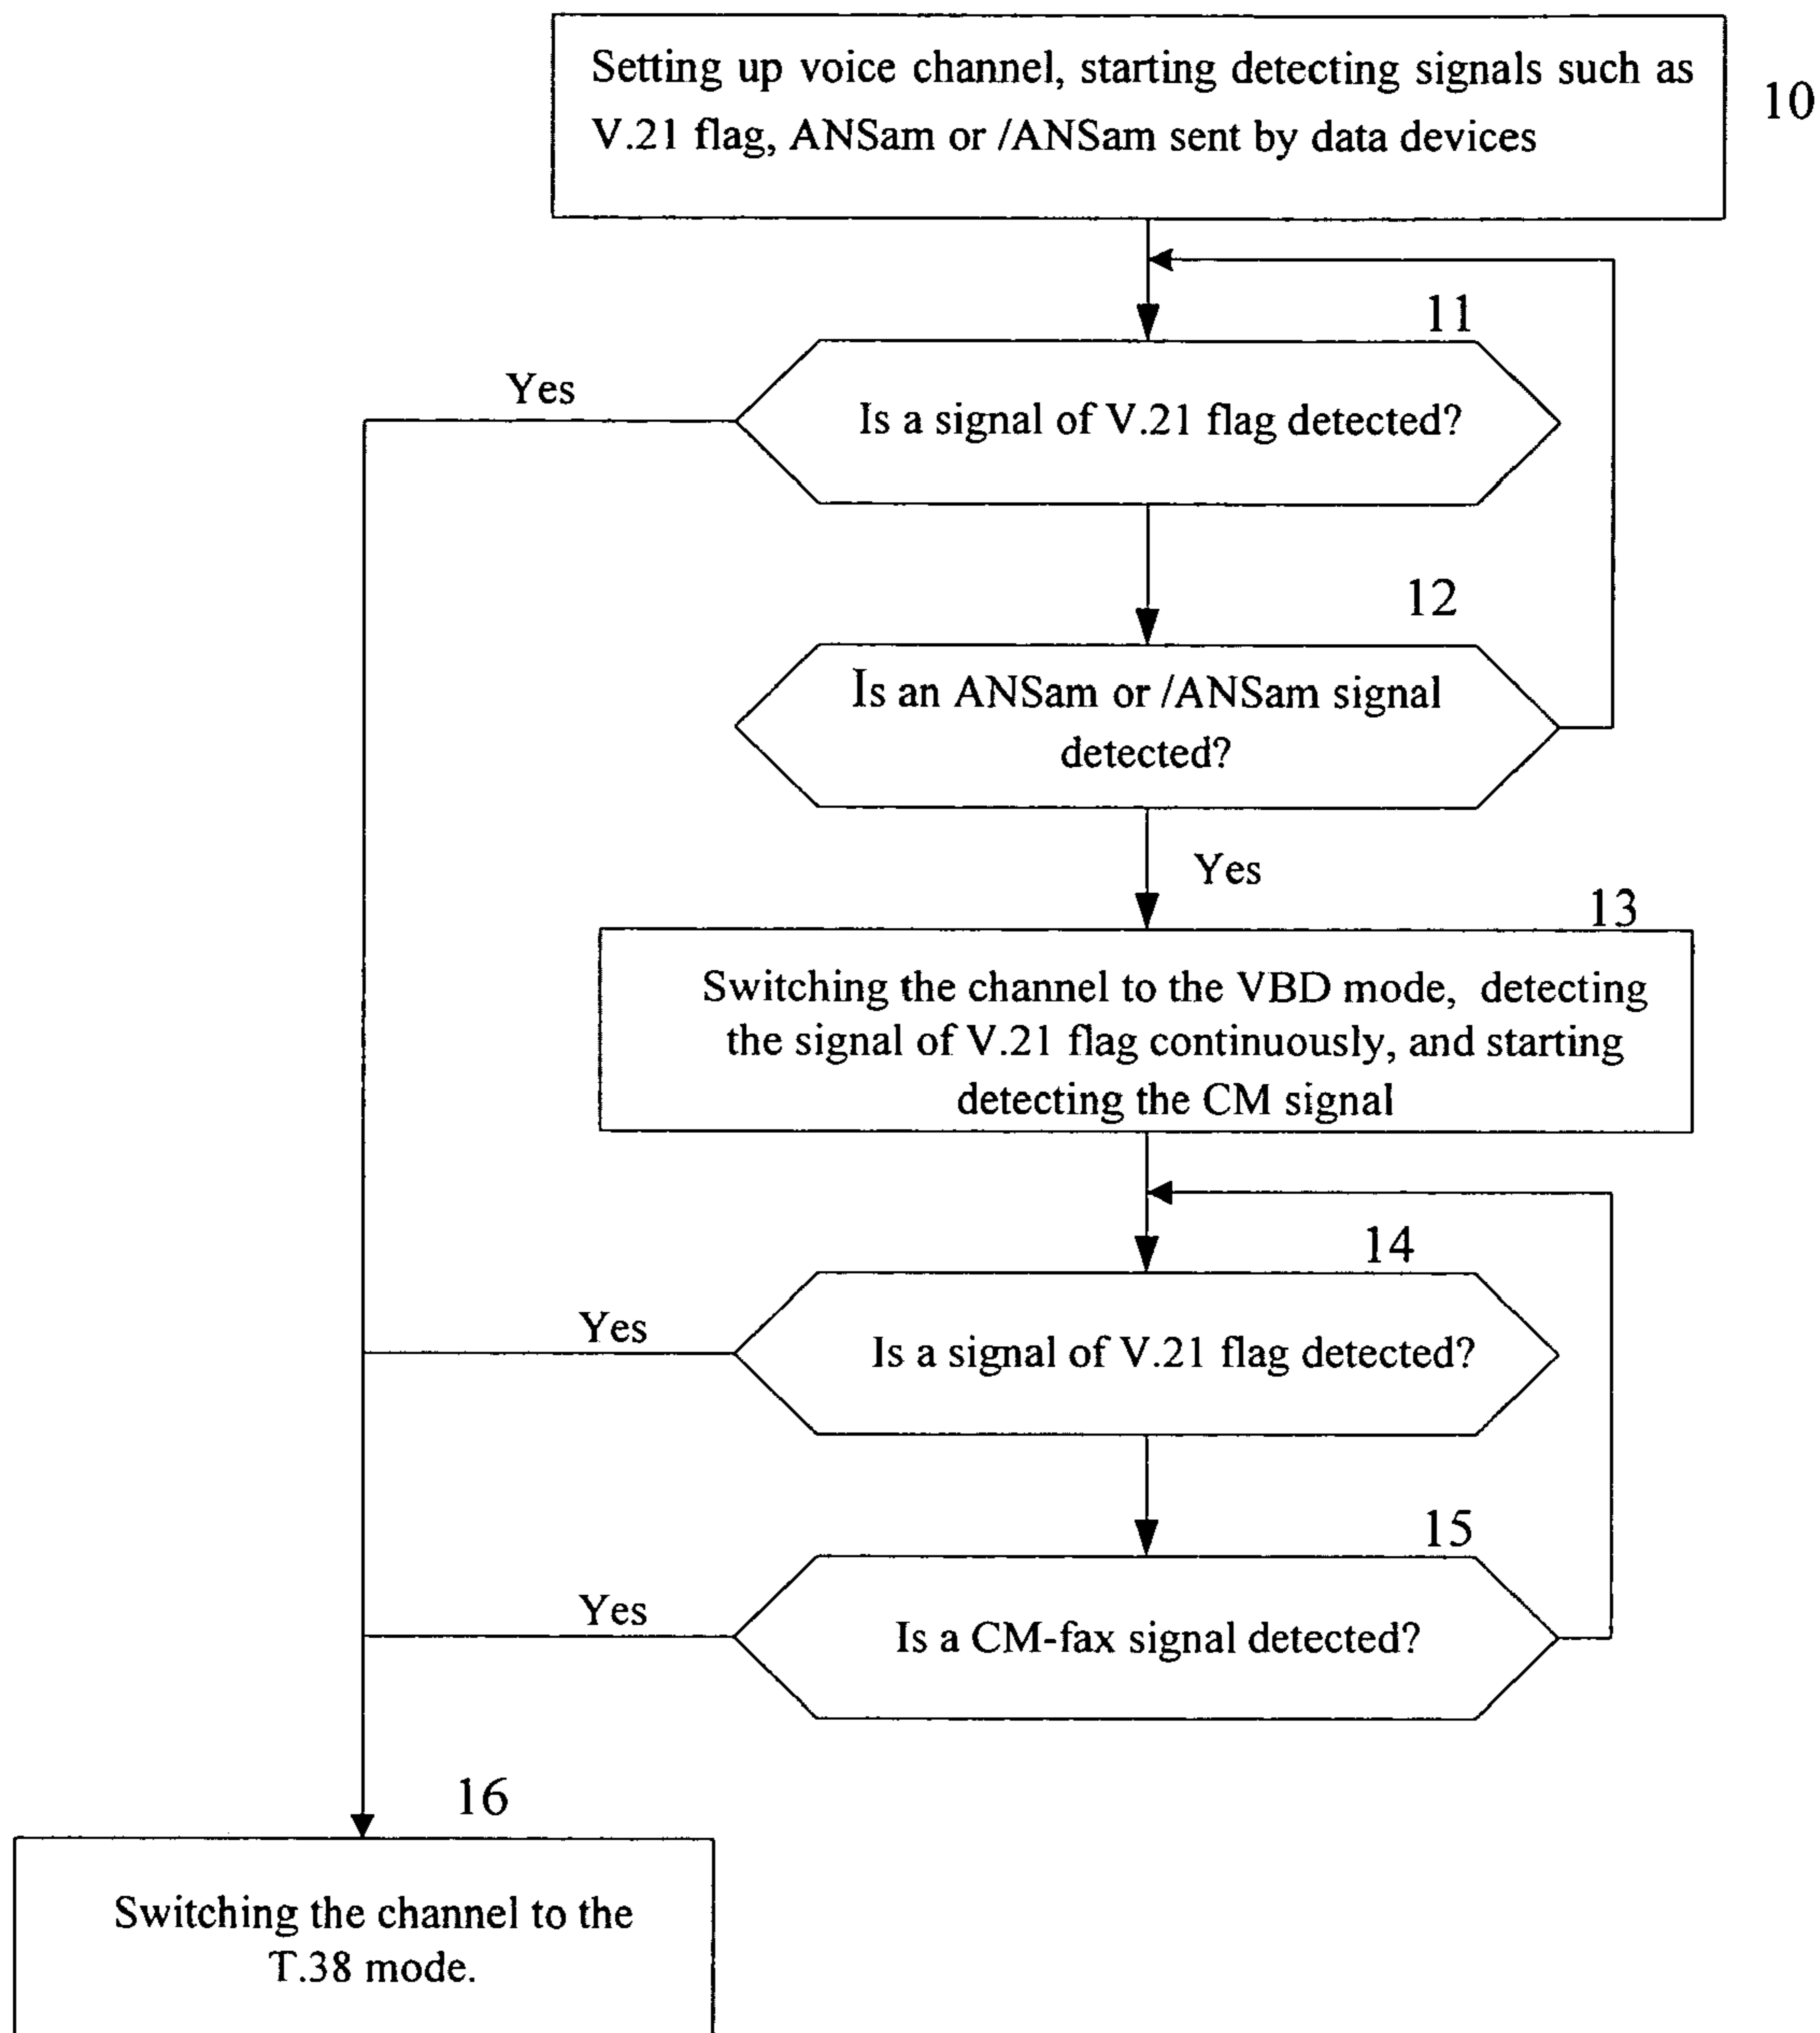 Setting up voice channel, starting detecting signals such as
V.21 flag, ANSam or /ANSam sent by data devices
10
11
Yes
Is a signal of V.21 flag detected?
12
Is an ANSam or /ANSam signal
detected?
Yes
13
Switching the channel to the VBD mode, detecting
the signal of V.21 flag continuously, and starting
detecting the CM signal
14
Yes
Is a signal of V.21 flag detected?
15
Yes
Is a CM-fax signal detected?
16
Switching the channel to the
T.38 mode.